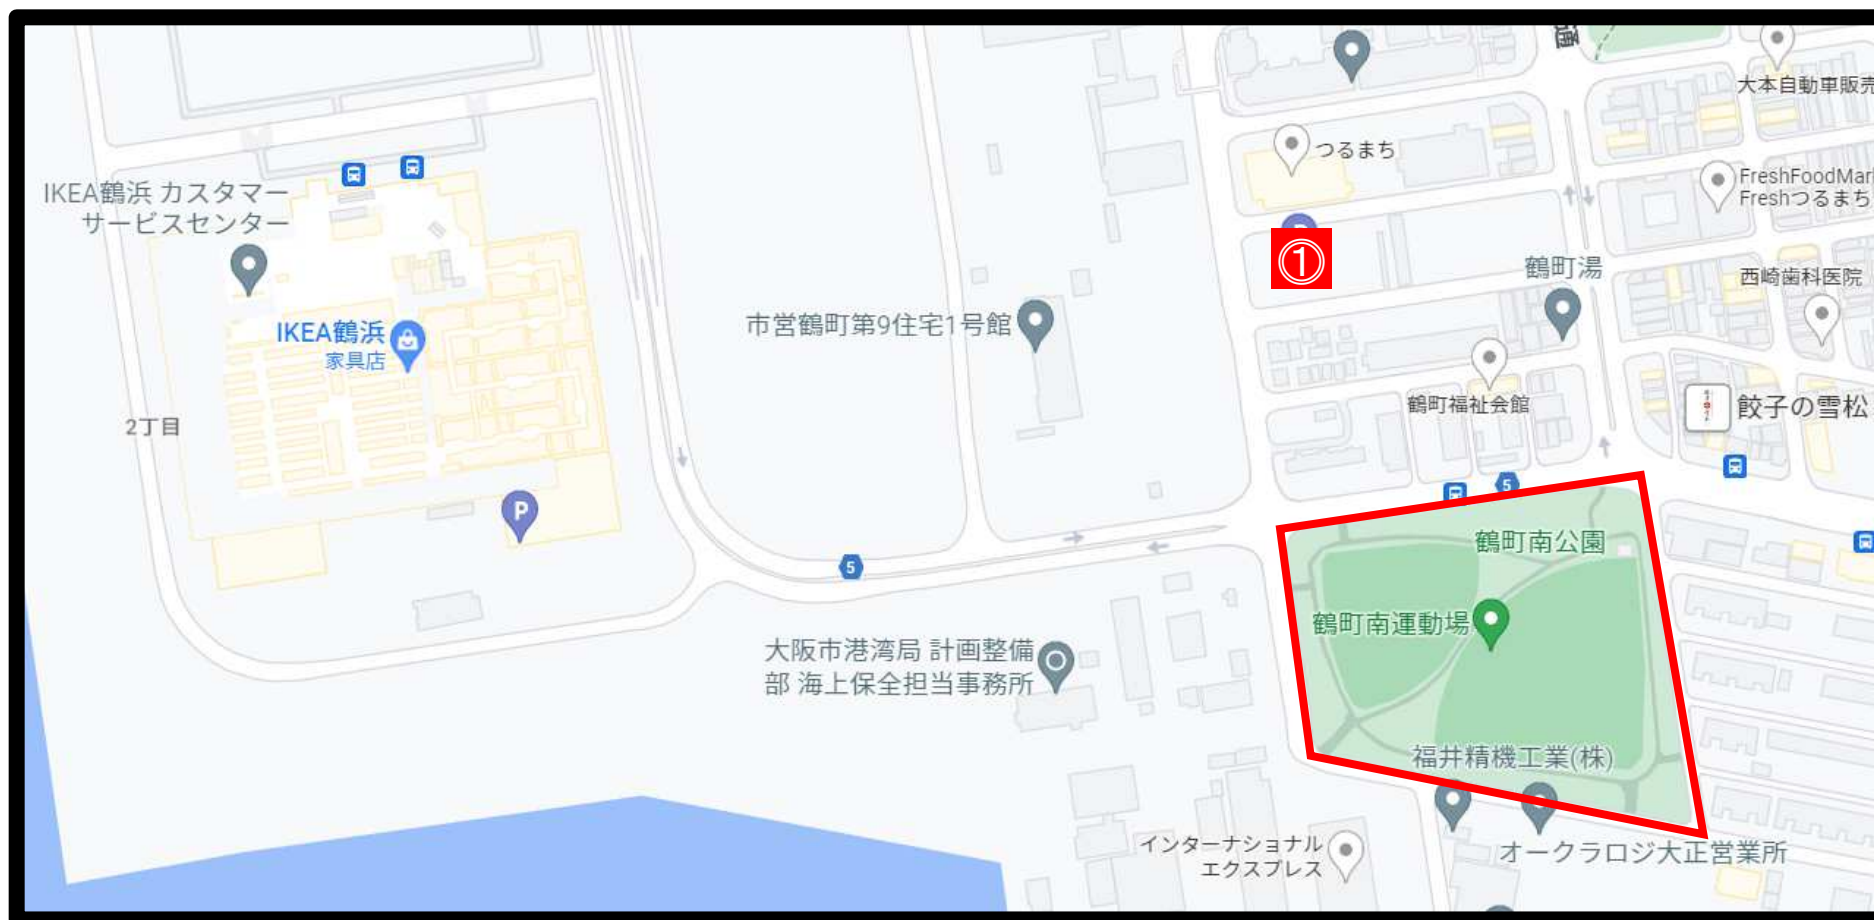 通
大本自動車販売
つるまち
IKEA鶴浜 カスタマー
サービスセンター
FreshFoodMar
Freshつるまち
①
鶴町湯
西崎歯科医院
市営鶴町第9住宅1号館
IKEA鶴浜
家具店
鶴町福祉会館
餃子の雪松
2丁目
P
5
5
鶴町南公園
鶴町南運動場
大阪市港湾局 計画整備
部 海上保全担当事務所
福井精機工業(株)
インターナショナル
エクスプレス
オークラロジ大正営業所